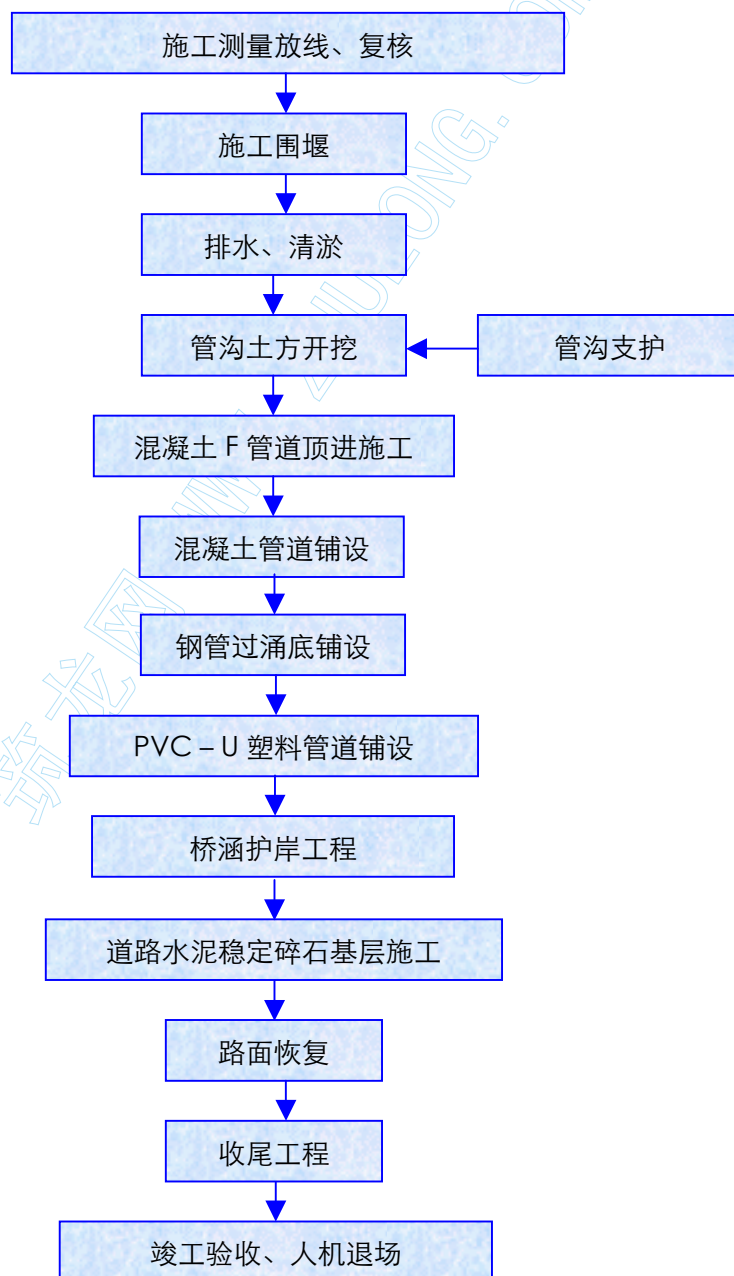 施工测量放线、复核
施工围堰
排水、清淤
管沟土方开挖
管沟支护
混凝土 F 管道顶进施工
混凝土管道铺设
钢管过涌底铺设
PVC－U 塑料管道铺设
桥涵护岸工程
道路水泥稳定碎石基层施工
路面恢复
收尾工程
竣工验收、人机退场